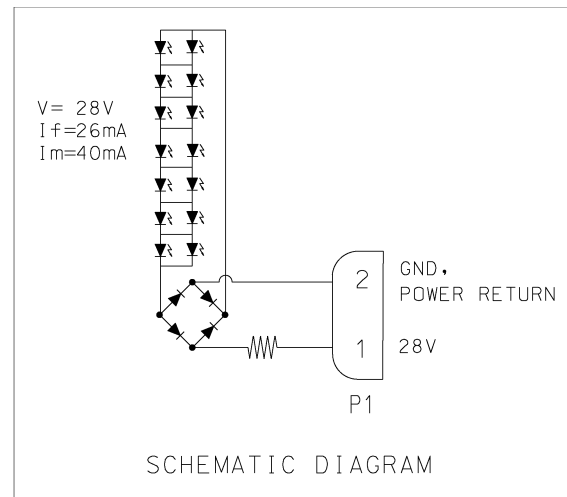 V= 28V
If=26mA
Im=40mA
2
GND,
POWER RETURN
1
28V
P1
SCHEMATIC DIAGRAM